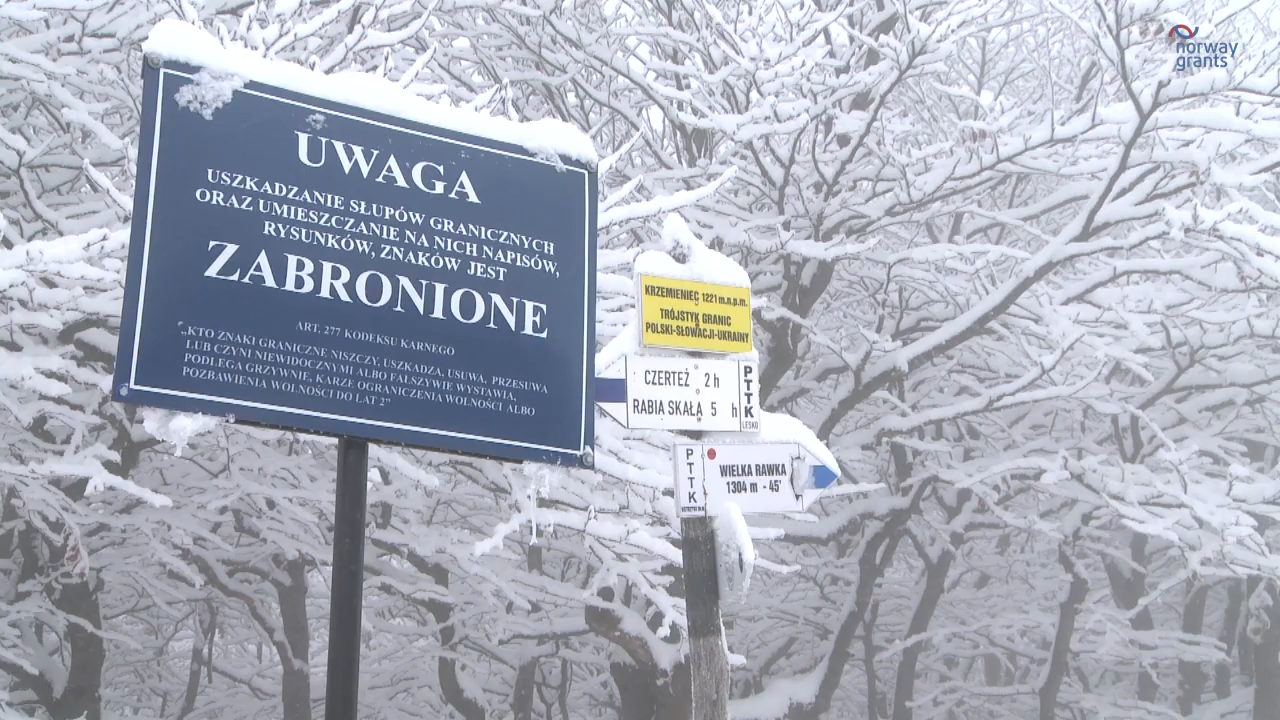 norway
grants
UWAGA
USZKADZANIE SŁUPÓW GRANICZNYCH
ORAZ UMIESZCZANIE NA NICH NAPISÓW,
RYSUNKÓW, ZNAKÓW JEST
ZABRONIONE
ART. 277 KODEKSU KARNEGO
„KTO ZNAKI GRANICZNE NISZCZY, USZKADZA, USUWA, PRZESUWA
LUB CZYNI NIEWIDOCZNYMI ALBO FAŁSZYWIE WYSTAWIA,
PODLEGA GRZYWNIE, KARZE OGRANICZENIA WOLNOŚCI ALBO
POZBAWIENIA WOLNOŚCI DO LAT 2”
KRZEMIENIEC 1221 m.n.p.m.
TRÓJSTYK GRANIC
POLSKI-SŁOWACJI-UKRAINY
CZERTEŻ 2 h
RABIA SKAŁA 5 h
PTTK
LESKO
PTTK
WIELKA RAWKA
1304 m - 45'